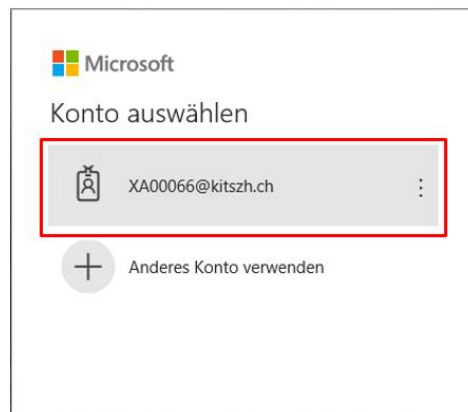 Microsoft
Konto auswählen
XA00066@kitszh.ch
Anderes Konto verwenden